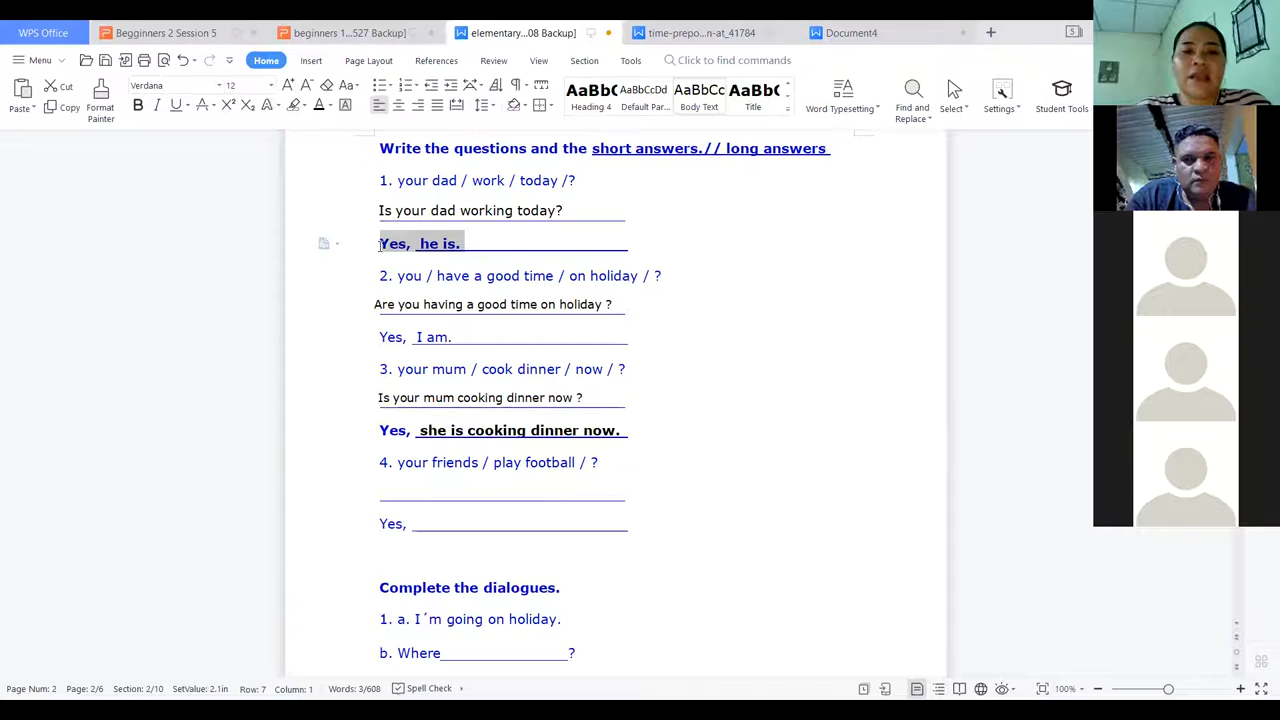 WPS Office
Begginners 2 Session 5
beginners 1...527 Backup]
elementary...08 Backup]
time-prepo...n-at_41784
Document4
Menu
Home
Insert
Page Layout
References
Review
View
Section
Tools
Click to find commands
Paste
Cut
Copy
Format
Painter
Verdana
12
AaBbC
Heading 4
AaBbCcDd
Default Par...
AaBbCc
Body Text
AaBbC
Title
Word Typesetting
Find and
Replace
Select
Settings
Student Tools
Write the questions and the short answers.// long answers
1. your dad / work / today /?
Is your dad working today?
Yes, he is.
2. you / have a good time / on holiday / ?
Are you having a good time on holiday ?
Yes, I am.
3. your mum / cook dinner / now / ?
Is your mum cooking dinner now ?
Yes, she is cooking dinner now.
4. your friends / play football / ?
Yes,
Complete the dialogues.
1. a. I´m going on holiday.
b. Where__________________?
Page Num: 2 Page: 2/6 Section: 2/10 SetValue: 2.1in Row: 7 Column: 1 Words: 3/608 Spell Check
100%